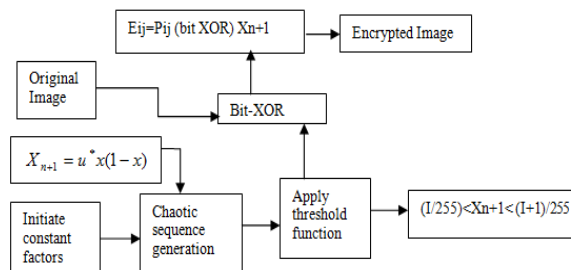 Eij=Pij (bit XOR) Xn+1
Encrypted Image
Original
Image
Bit-XOR
X_{n+1} = u^* x(1 - x)
Initiate
constant
factors
Chaotic
sequence
generation
Apply
threshold
function
(I/255)<Xn+1<(I+1)/255